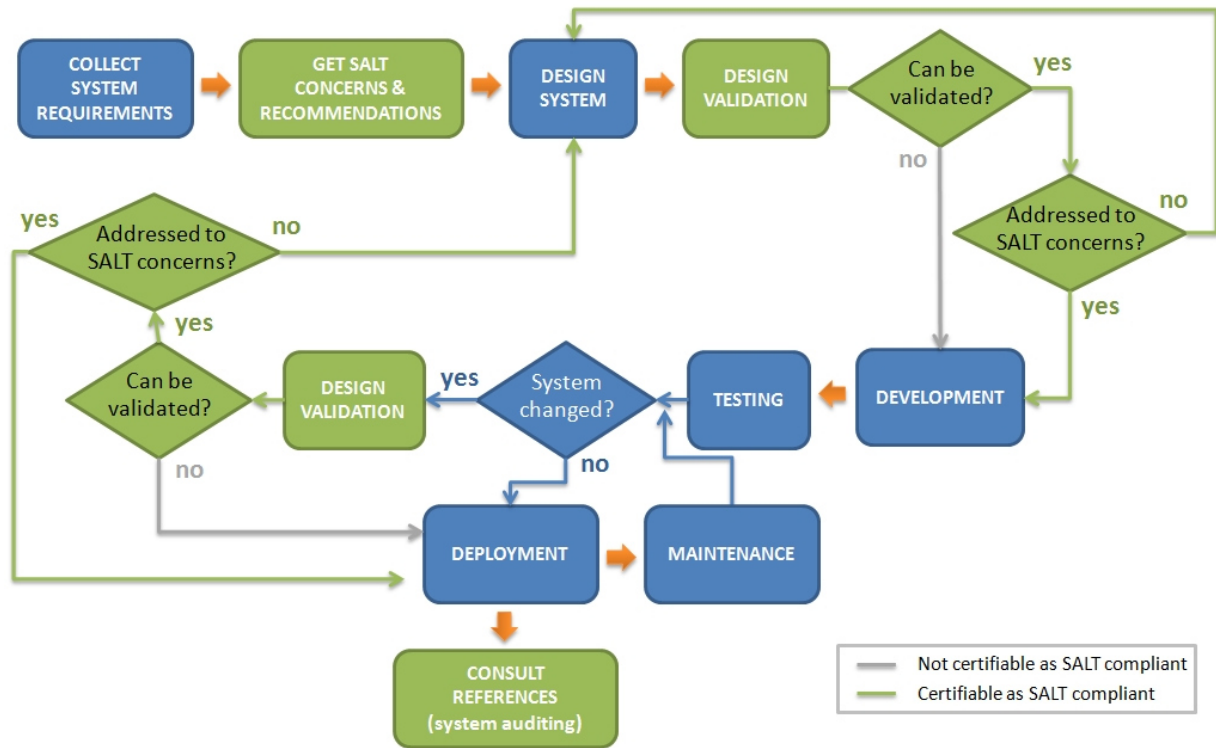 COLLECT
SYSTEM
REQUIREMENTS
GET SALT
CONCERNS &
RECOMMENDATIONS
DESIGN
SYSTEM
DESIGN
VALIDATION
Can be
validated?
yes
no
Addressed to
SALT concerns?
no
yes
yes
Addressed to
SALT concerns?
no
yes
Can be
validated?
no
DESIGN
VALIDATION
yes
System
changed?
no
TESTING
DEVELOPMENT
DEPLOYMENT
MAINTENANCE
CONSULT
REFERENCES
(system auditing)
Not certifiable as SALT compliant
Certifiable as SALT compliant